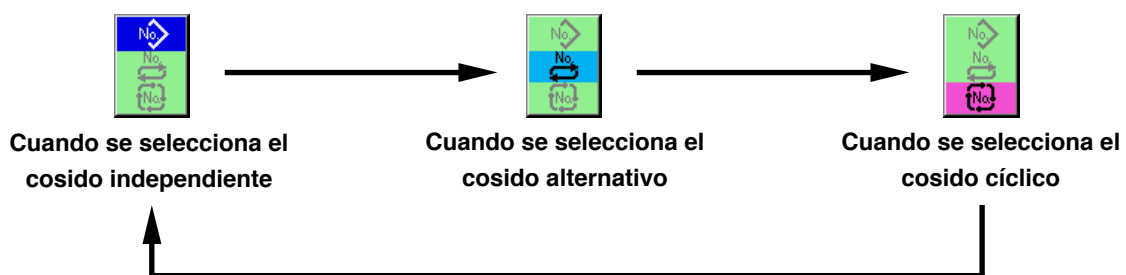 No.
No.
No.
No.
No.
No.
No.
No.
No.
Cuando se selecciona el
cosido independiente
Cuando se selecciona el
cosido alternativo
Cuando se selecciona el
cosido cíclico